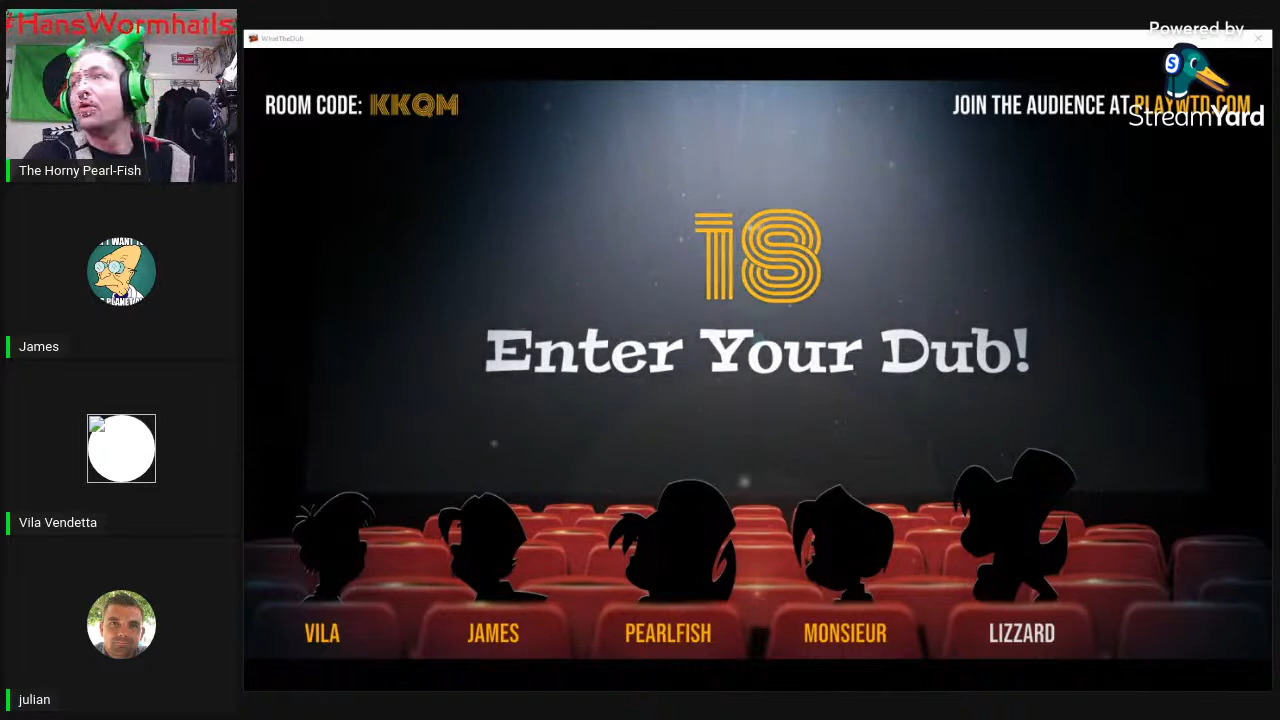 #HansWormhatIs
WhatTheDub
Powered by
StreamYard
ROOM CODE: KKQM
JOIN THE AUDIENCE AT PLAYWTD.COM
18
Enter Your Dub!
VILA
JAMES
PEARLFISH
MONSIEUR
LIZZARD
The Horny Pearl-Fish
James
Vila Vendetta
julian